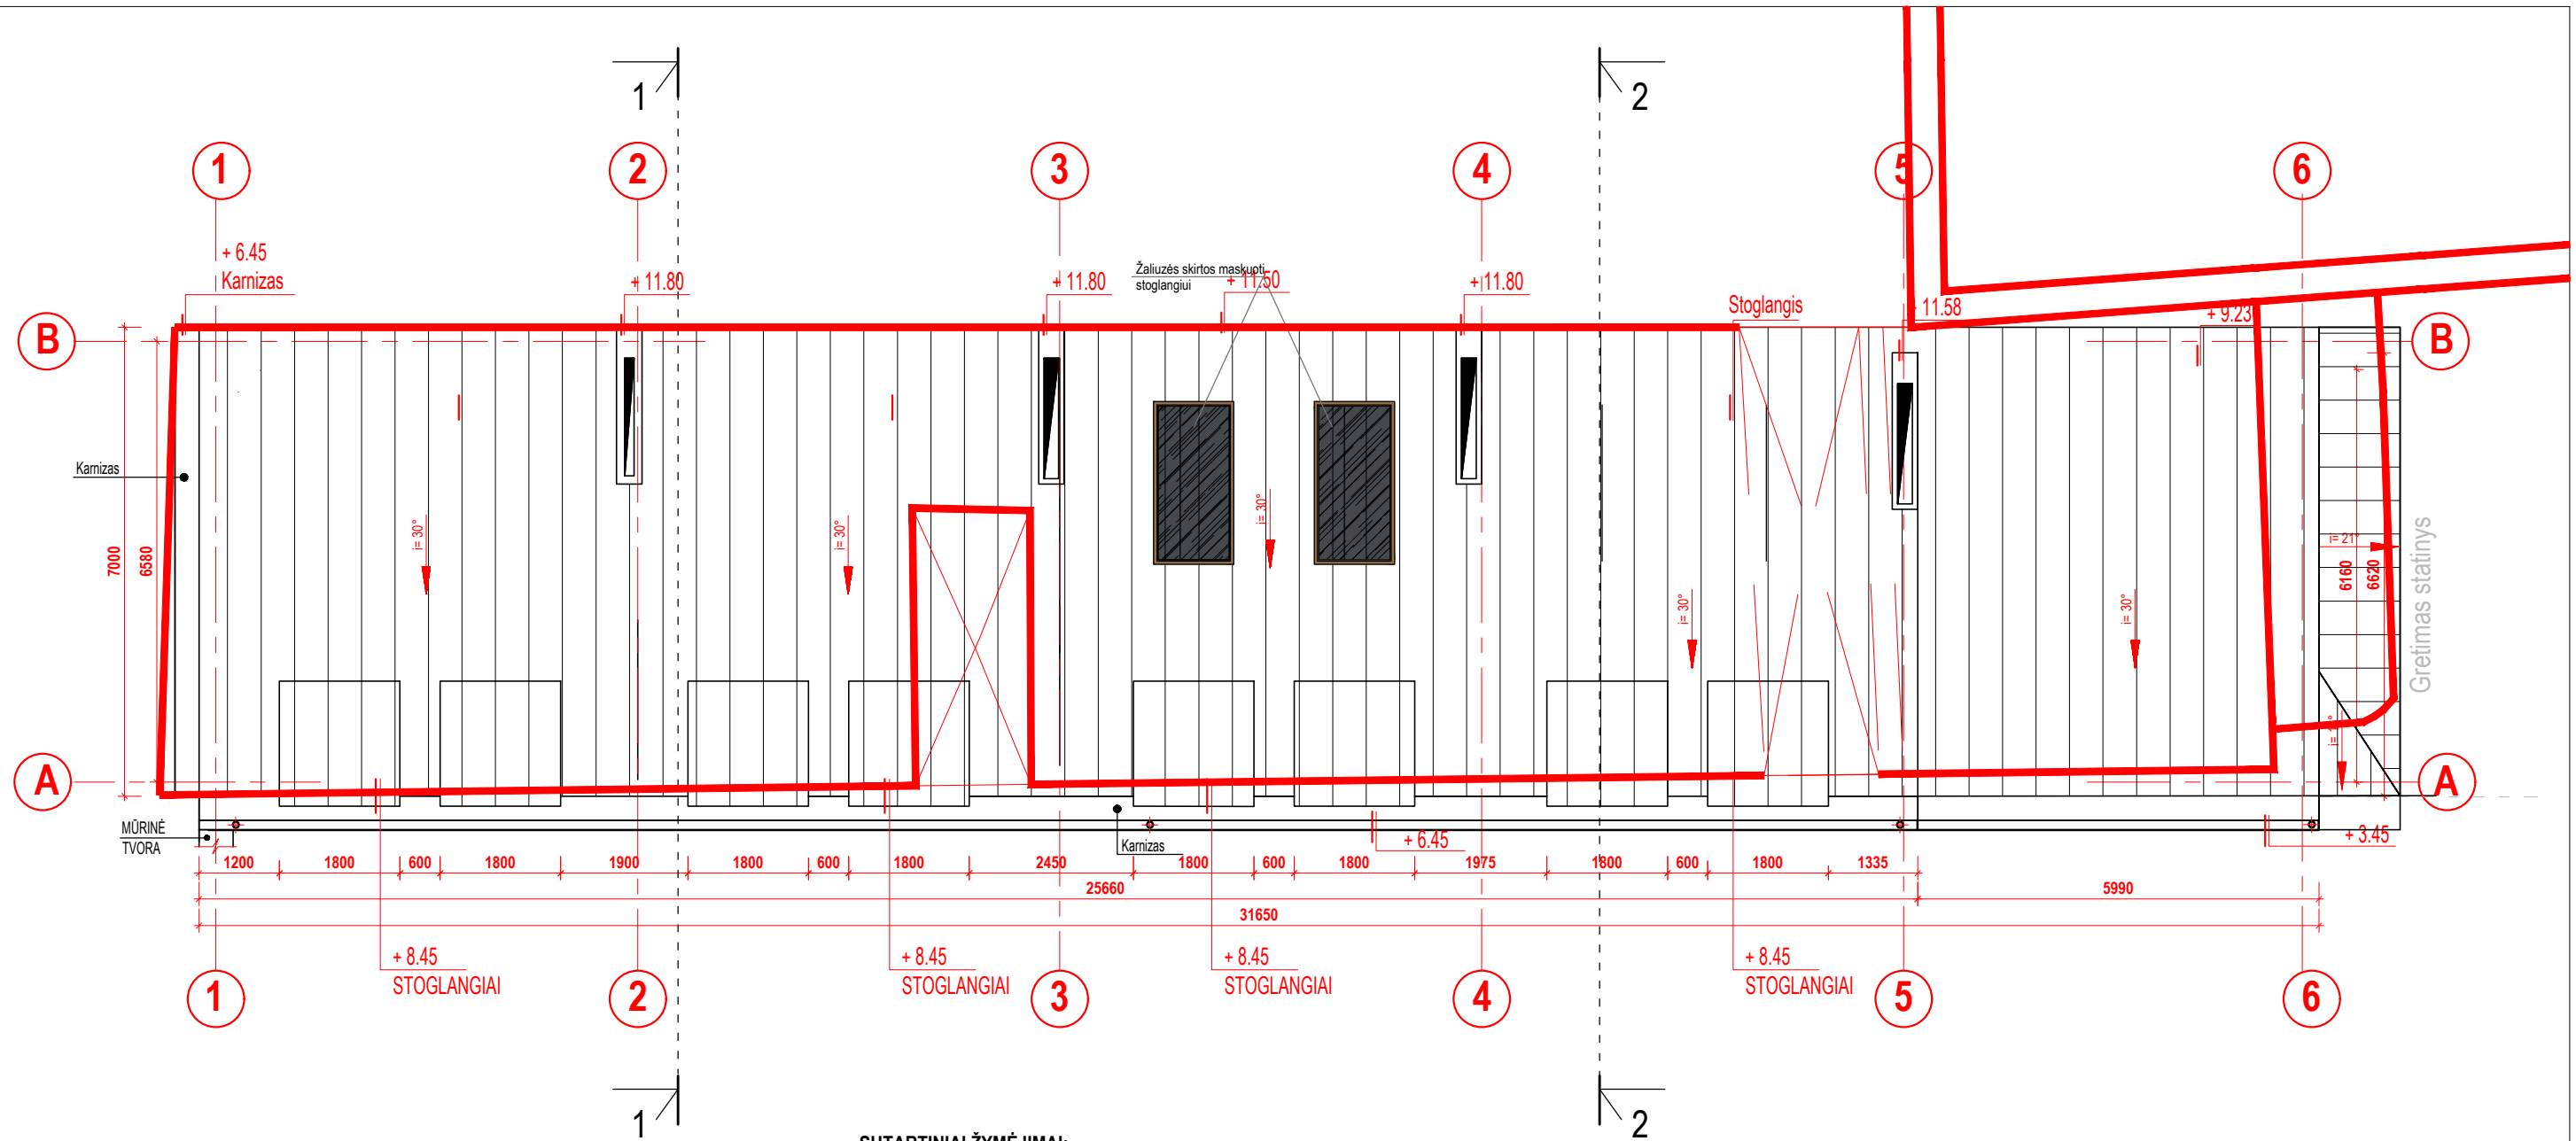 1
2
1
2
3
4
5
6
+ 6.45
Karnizas
+ 11.80
+ 11.80
Žaliuzės skirtos maskuoti
stoglangiui
+ 11.50
+11.80
Stoglangis
11.58
+ 9.23
B
B
Karnizas
7000
6580
i= 30°
i= 30°
i= 30°
i= 30°
i= 30°
i= 21°
6160
6620
Gretimas statinys
A
A
MŪRINĖ
TVORA
Karnizas
+ 6.45
+ 3.45
1200
1800
600
1800
1900
1800
600
1800
2450
1800
600
1800
1975
1800
600
1800
1335
25660
5990
31650
+ 8.45
STOGLANGIAI
+ 8.45
STOGLANGIAI
+ 8.45
STOGLANGIAI
+ 8.45
STOGLANGIAI
1
2
3
4
5
6
1
2
SUTARTINIAI ŽYMĖJIMAI: